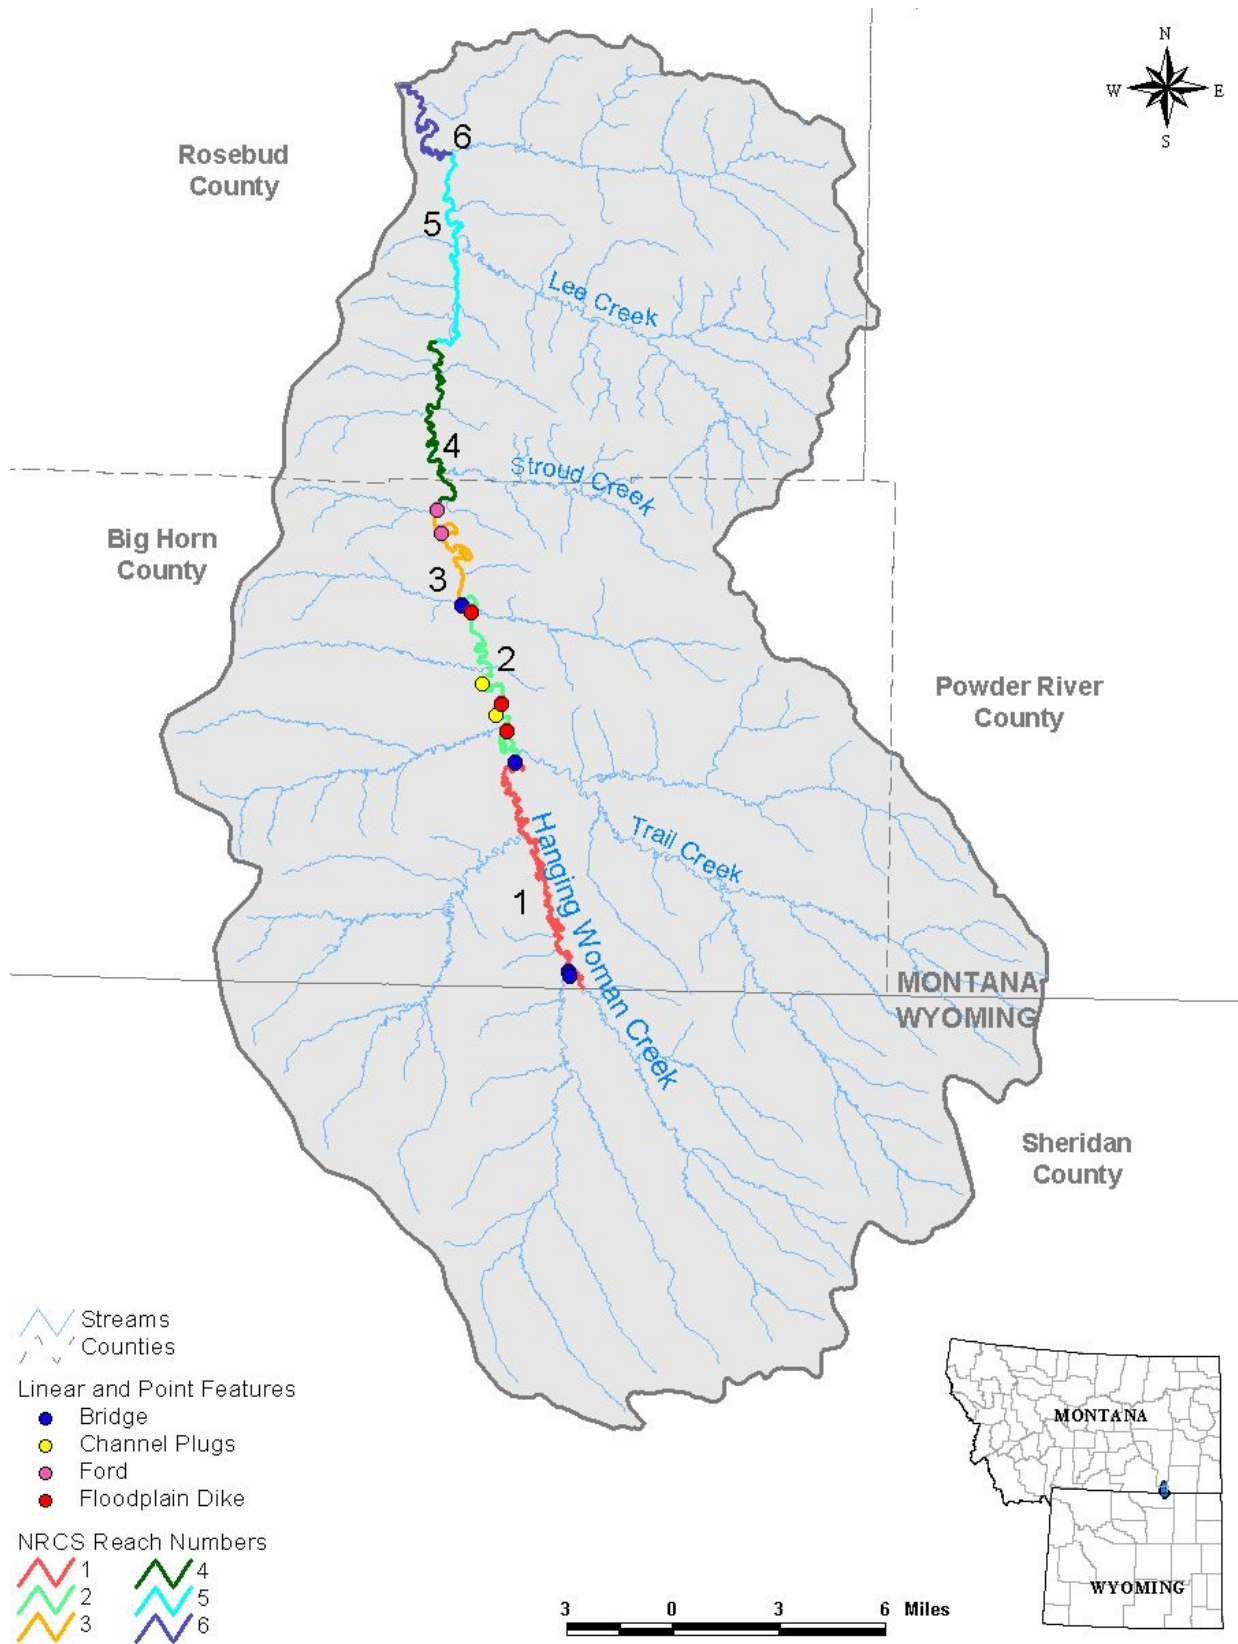 N
W E
S
Rosebud
County
6
5
Lee Creek
4
Stroud Creek
Big Horn
County
3
2
Powder River
County
Hanging Woman Creek
Trail Creek
1
MONTANA
WYOMING
Sheridan
County
Streams
Counties
Linear and Point Features
Bridge
Channel Plugs
Ford
Floodplain Dike
NRCS Reach Numbers
1 4
2 5
3 6
3 0 3 6 Miles
MONTANA
WYOMING